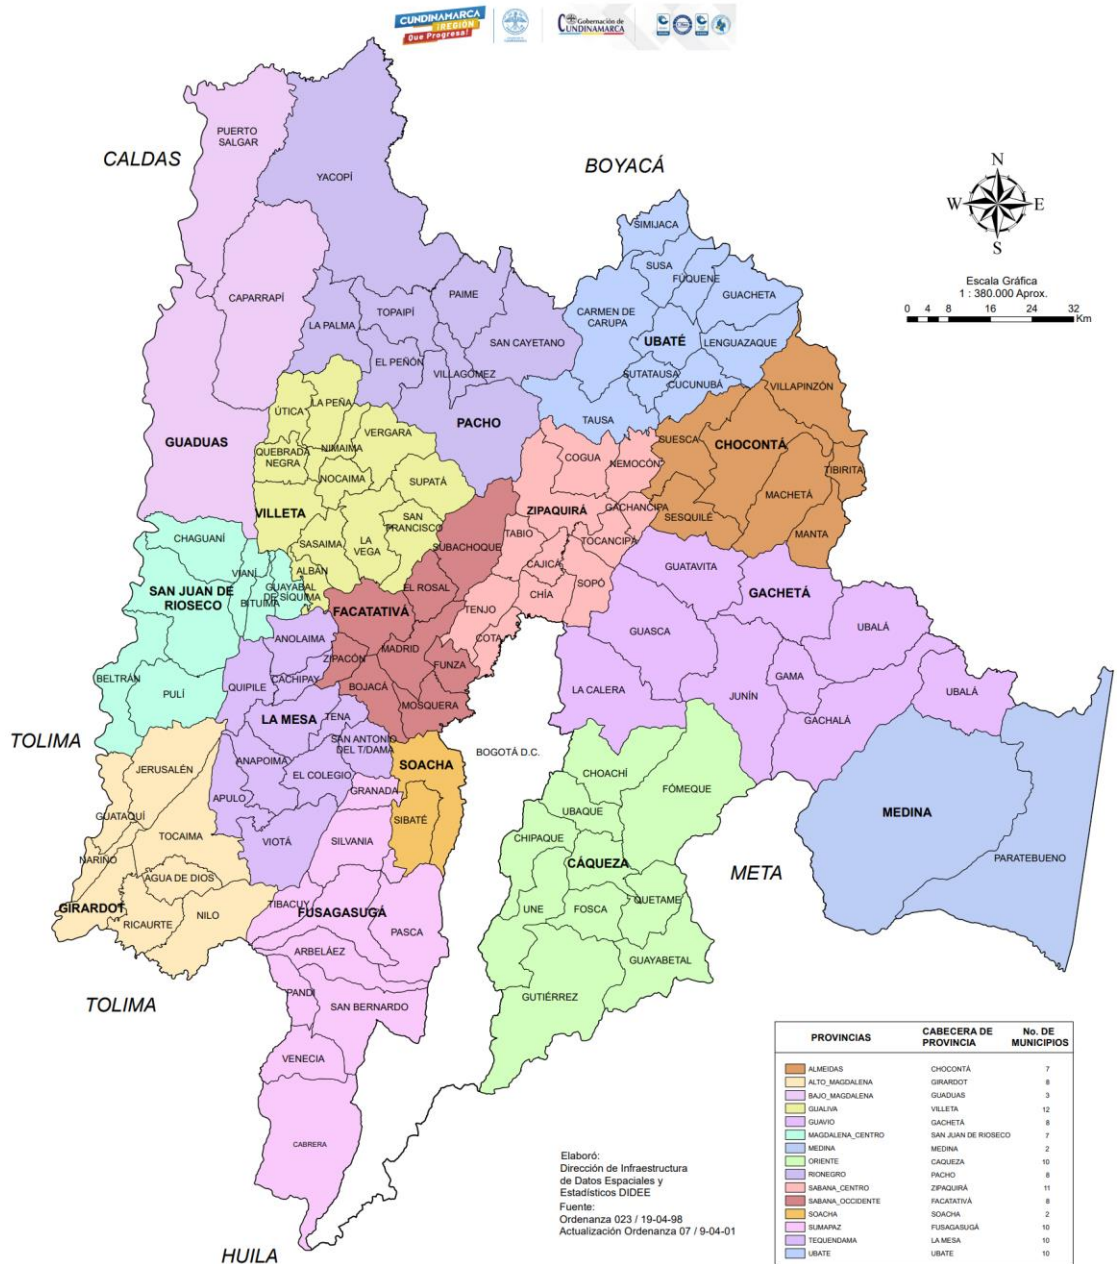 CUNDINAMARCA
¡REGIÓN
Que Progresa!
Gobernación de
CUNDINAMARCA
CALDAS
BOYACÁ
N
W
E
S
Escala Gráfica
1 : 380.000 Aprox.
0 4 8 16 24 32
Km
PUERTO
SALGAR
YACOPÍ
CAPARRAPÍ
LA PALMA
TOPAIPÍ
PAIME
EL PEÑÓN
VILLAGÓMEZ
SAN CAYETANO
PACHO
GUADUAS
SIMIJACA
SUSA
FÚQUENE
GUACHETA
CARMEN DE
CARUPA
UBATÉ
LENGUAZAQUE
SUTATAUSA
CUCUNUBÁ
TAUSA
VILLAPINZÓN
SUESCA
CHOCONTÁ
TIBIRITA
MACHETÁ
SESQUILÉ
MANTA
ÚTICA
LA PEÑA
VERGARA
QUEBRADA
NEGRA
NIMAIMA
NOCAIMA
SUPATÁ
VILLETA
SAN
FRANCISCO
SASAIMA
LA
VEGA
ALBÁN
COGUA
NEMOCÓN
ZIPAQUIRÁ
GACHANCIPA
TABIO
TOCANCIPA
CAJICÁ
SOPÓ
CHÍA
TENJO
COTA
SUBACHOQUE
EL ROSAL
FACATATIVÁ
MADRID
ZIPACÓN
FUNZA
BOJACÁ
MOSQUERA
CHAGUANÍ
VIANÍ
SAN JUAN DE
RIOSECO
BITUIMA
GUAYABAL
DE SÍQUIMA
BELTRÁN
PULÍ
GUATAVITA
GACHETÁ
GUASCA
UBALÁ
LA CALERA
GAMA
JUNÍN
GACHALÁ
UBALÁ
ANOLAIMA
CACHIPAY
QUIPILE
LA MESA
TENA
SAN ANTONIO
DEL T/DAMA
ANAPOIMA
EL COLEGIO
APULO
VIOTÁ
TOLIMA
BOGOTÁ D.C.
SOACHA
SIBATÉ
JERUSALÉN
GUATAQUÍ
TOCAIMA
NARIÑO
AGUA DE DIOS
GIRARDOT
NILO
RICAURTE
GRANADA
SILVANIA
TIBACUY
FUSAGASUGÁ
PASCA
ARBELÁEZ
PANDI
SAN BERNARDO
VENECIA
CABRERA
CHOACHÍ
FÓMEQUE
UBAQUE
CHIPAQUE
CÁQUEZA
UNE
FOSCA
QUETAME
GUAYABETAL
GUTIÉRREZ
META
MEDINA
PARATEBUENO
TOLIMA
HUILA
Elaboró:
Dirección de Infraestructura
de Datos Espaciales y
Estadísticos DIDEE
Fuente:
Ordenanza 023 / 19-04-98
Actualización Ordenanza 07 / 9-04-01
PROVINCIAS CABECERA DE PROVINCIA No. DE MUNICIPIOS
ALMEIDAS CHOCONTÁ 7
ALTO_MAGDALENA GIRARDOT 8
BAJO_MAGDALENA GUADUAS 3
GUALIVA VILLETA 12
GUAVIO GACHETÁ 8
MAGDALENA_CENTRO SAN JUAN DE RIOSECO 7
MEDINA MEDINA 2
ORIENTE CAQUEZA 10
RIONEGRO PACHO 8
SABANA_CENTRO ZIPAQUIRÁ 11
SABANA_OCCIDENTE FACATATIVÁ 8
SOACHA SOACHA 2
SUMAPAZ FUSAGASUGÁ 10
TEQUENDAMA LA MESA 10
UBATE UBATE 10